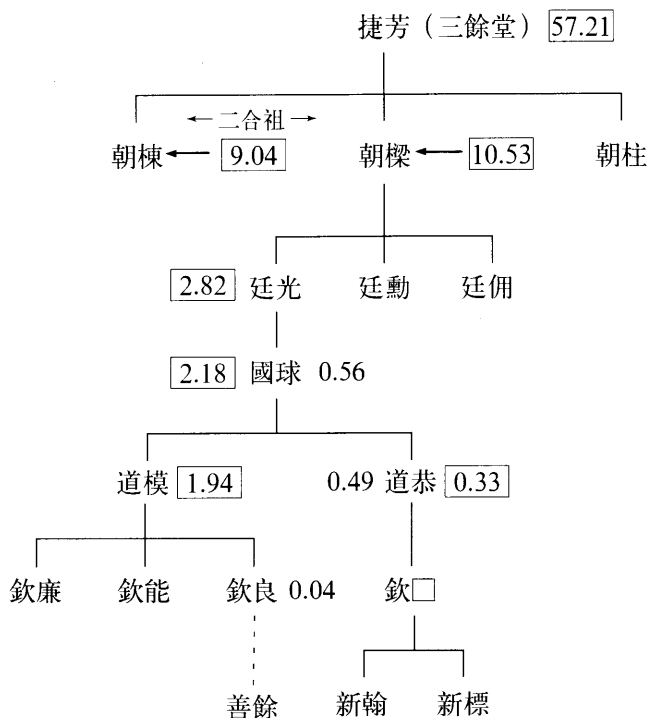 捷芳（三餘堂） 57.21
←二合祖→
朝棟 9.04 朝樑 10.53 朝柱
2.82 廷光 廷勳 廷佣
2.18 國球 0.56
道模 1.94 0.49 道恭 0.33
欽廉 欽能 欽良 0.04 欽□
善餘 新翰 新標